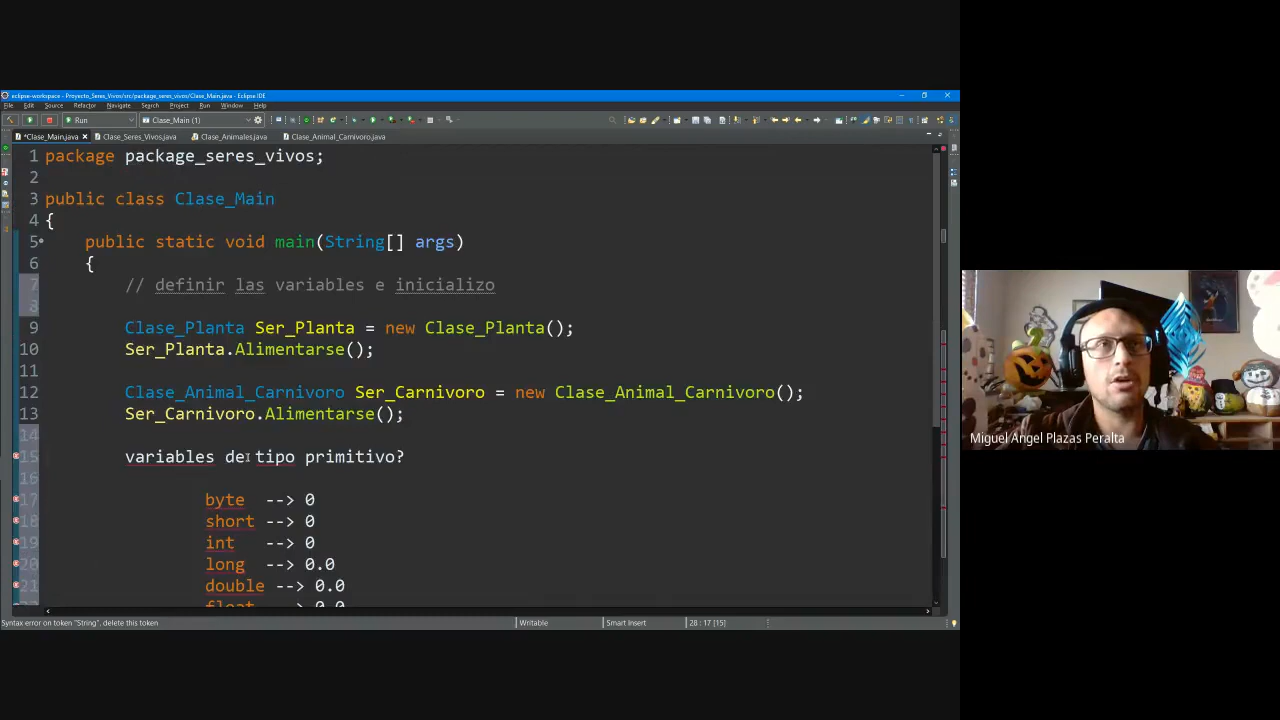 eclipse-workspace - Proyecto_Seres_Vivos/src/package_seres_vivos/Clase_Main.java - Eclipse IDE
File Edit Source Refactor Navigate Search Project Run Window Help
Run Clase_Main (1)
*Clase_Main.java Clase_Seres_Vivos.java Clase_Animales.java Clase_Animal_Carnivoro.java
1 package package_seres_vivos;
2
3 public class Clase_Main
4 {
5 public static void main(String[] args)
6 {
7 // definir las variables e inicializo
8
9 Clase_Planta Ser_Planta = new Clase_Planta();
10 Ser_Planta.Alimentarse();
11
12 Clase_Animal_Carnivoro Ser_Carnivoro = new Clase_Animal_Carnivoro();
13 Ser_Carnivoro.Alimentarse();
14
15 variables de tipo primitivo?
16
17 byte --> 0
18 short --> 0
19 int --> 0
20 long --> 0.0
21 double --> 0.0
float --> 0.0
Syntax error on token "String", delete this token Writable Smart Insert 28 : 17 [15]
Miguel Angel Plazas Peralta